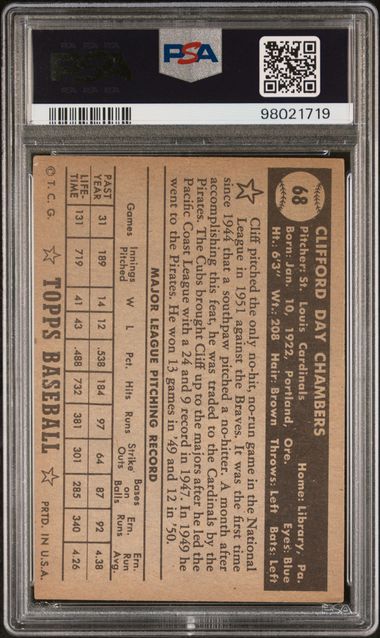 PSA
PSA
98021719
68
CLIFFORD DAY CHAMBERS
Pitcher: St. Louis Cardinals Home: Library, Pa.
Born: Jan. 10, 1922, Portland, Ore. Eyes: Blue
Ht.: 6'3" Wt.: 208 Hair: Brown Throws: Left Bats: Left
Cliff pitched the only no-hit, no-run game in the National
League in 1951 against the Braves. It was the first time
since 1944 that a southpaw pitched a no-hitter. A month after
accomplishing this feat, he was traded to the Cardinals by the
Pirates. The Cubs brought Cliff up to the majors after he led the
Pacific Coast League with a 24 and 9 record in 1947. In 1949 he
went to the Pirates. He won 13 games in '49 and 12 in '50.
MAJOR LEAGUE PITCHING RECORD
Games Innings Pitched W L Pct. Hits Runs Strike Outs Bases on Balls Ern. Runs Ern. Avg.
PAST YEAR 31 189 14 12 .538 184 97 64 87 92 4.38
LIFE-TIME 131 719 41 43 .488 732 381 301 285 340 4.26
© T. C. G. TOPPS BASEBALL PRTD. IN U.S.A.